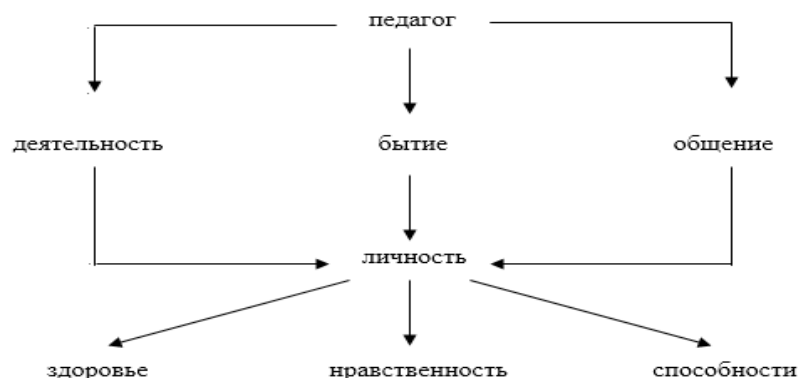 педагог
деятельность бытие общение
личность
здоровье нравственность способности